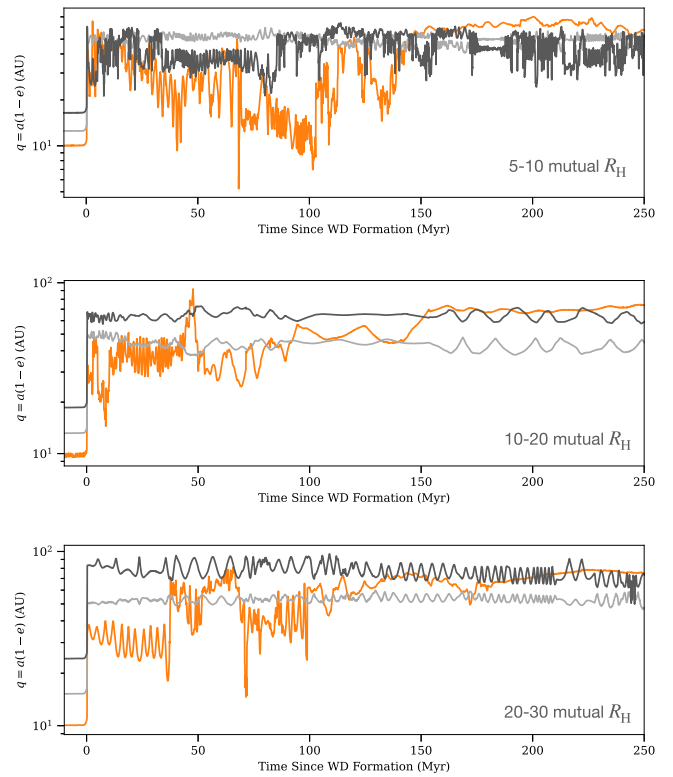 q = a(1 − e) (AU)
10¹
5-10 mutual R_H
0 50 100 150 200 250
Time Since WD Formation (Myr)
10²
q = a(1 − e) (AU)
10¹
10-20 mutual R_H
0 50 100 150 200 250
Time Since WD Formation (Myr)
10²
q = a(1 − e) (AU)
10¹
20-30 mutual R_H
0 50 100 150 200 250
Time Since WD Formation (Myr)